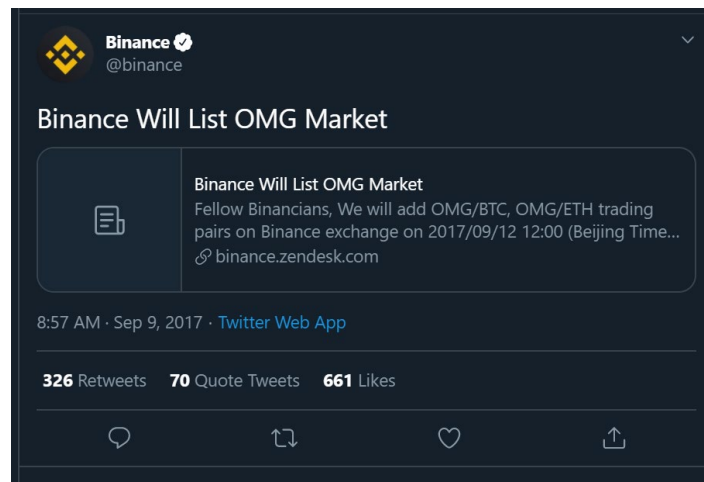 Binance
@binance
Binance Will List OMG Market
Binance Will List OMG Market
Fellow Binancians, We will add OMG/BTC, OMG/ETH trading
pairs on Binance exchange on 2017/09/12 12:00 (Beijing Time...
binance.zendesk.com
8:57 AM · Sep 9, 2017 · Twitter Web App
326 Retweets 70 Quote Tweets 661 Likes